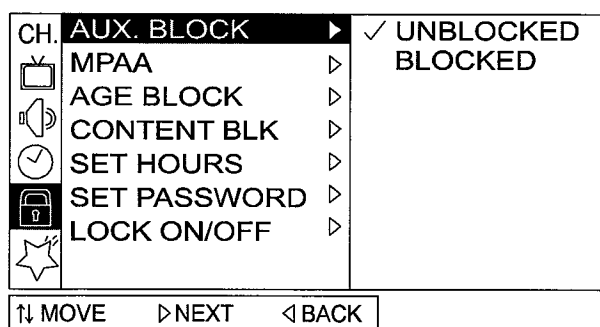 CH.
AUX. BLOCK
MPAA
AGE BLOCK
CONTENT BLK
SET HOURS
SET PASSWORD
LOCK ON/OFF
✓ UNBLOCKED
BLOCKED
↑↓ MOVE ▷NEXT ◁BACK